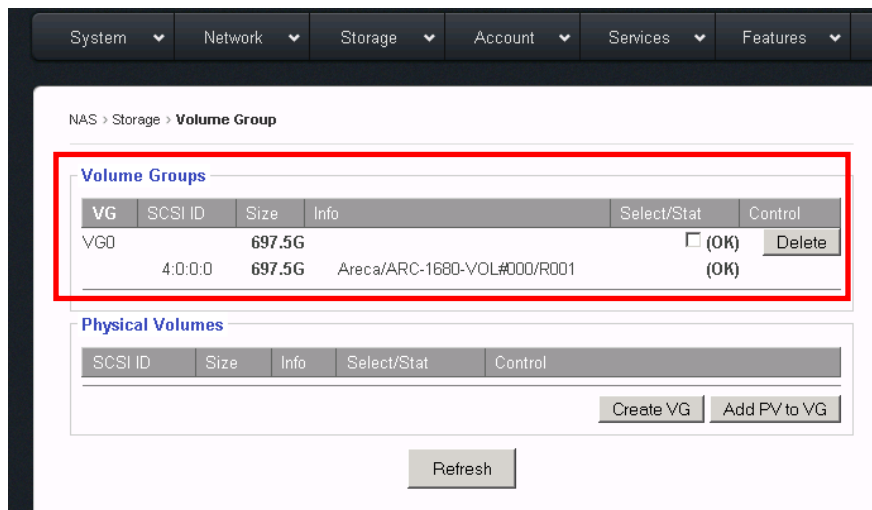 System Network Storage Account Services Features
NAS > Storage > Volume Group
Volume Groups
VG SCSI ID Size Info Select/Stat Control
VG0 697.5G (OK) Delete
4:0:0:0 697.5G Areca/ARC-1680-VOL#000/R001 (OK)
Physical Volumes
SCSI ID Size Info Select/Stat Control
Create VG Add PV to VG
Refresh